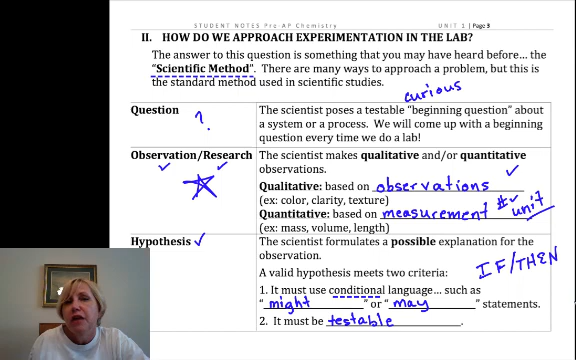 STUDENT NOTES Pre-AP Chemistry UNIT 1 | Page 3
II. HOW DO WE APPROACH EXPERIMENTATION IN THE LAB?
The answer to this question is something that you may have heard before... the
"Scientific Method". There are many ways to approach a problem, but this is
the standard method used in scientific studies.
curious
Question
?
The scientist poses a testable "beginning question" about
a system or a process. We will come up with a beginning
question every time we do a lab!
Observation/Research
The scientist makes qualitative and/or quantitative
observations.
Qualitative: based on observations
(ex: color, clarity, texture)
Quantitative: based on measurement # unit
(ex: mass, volume, length)
Hypothesis
The scientist formulates a possible explanation for the
observation.
IF/THEN
A valid hypothesis meets two criteria:
1. It must use conditional language... such as
"might" or "may" statements.
2. It must be testable.